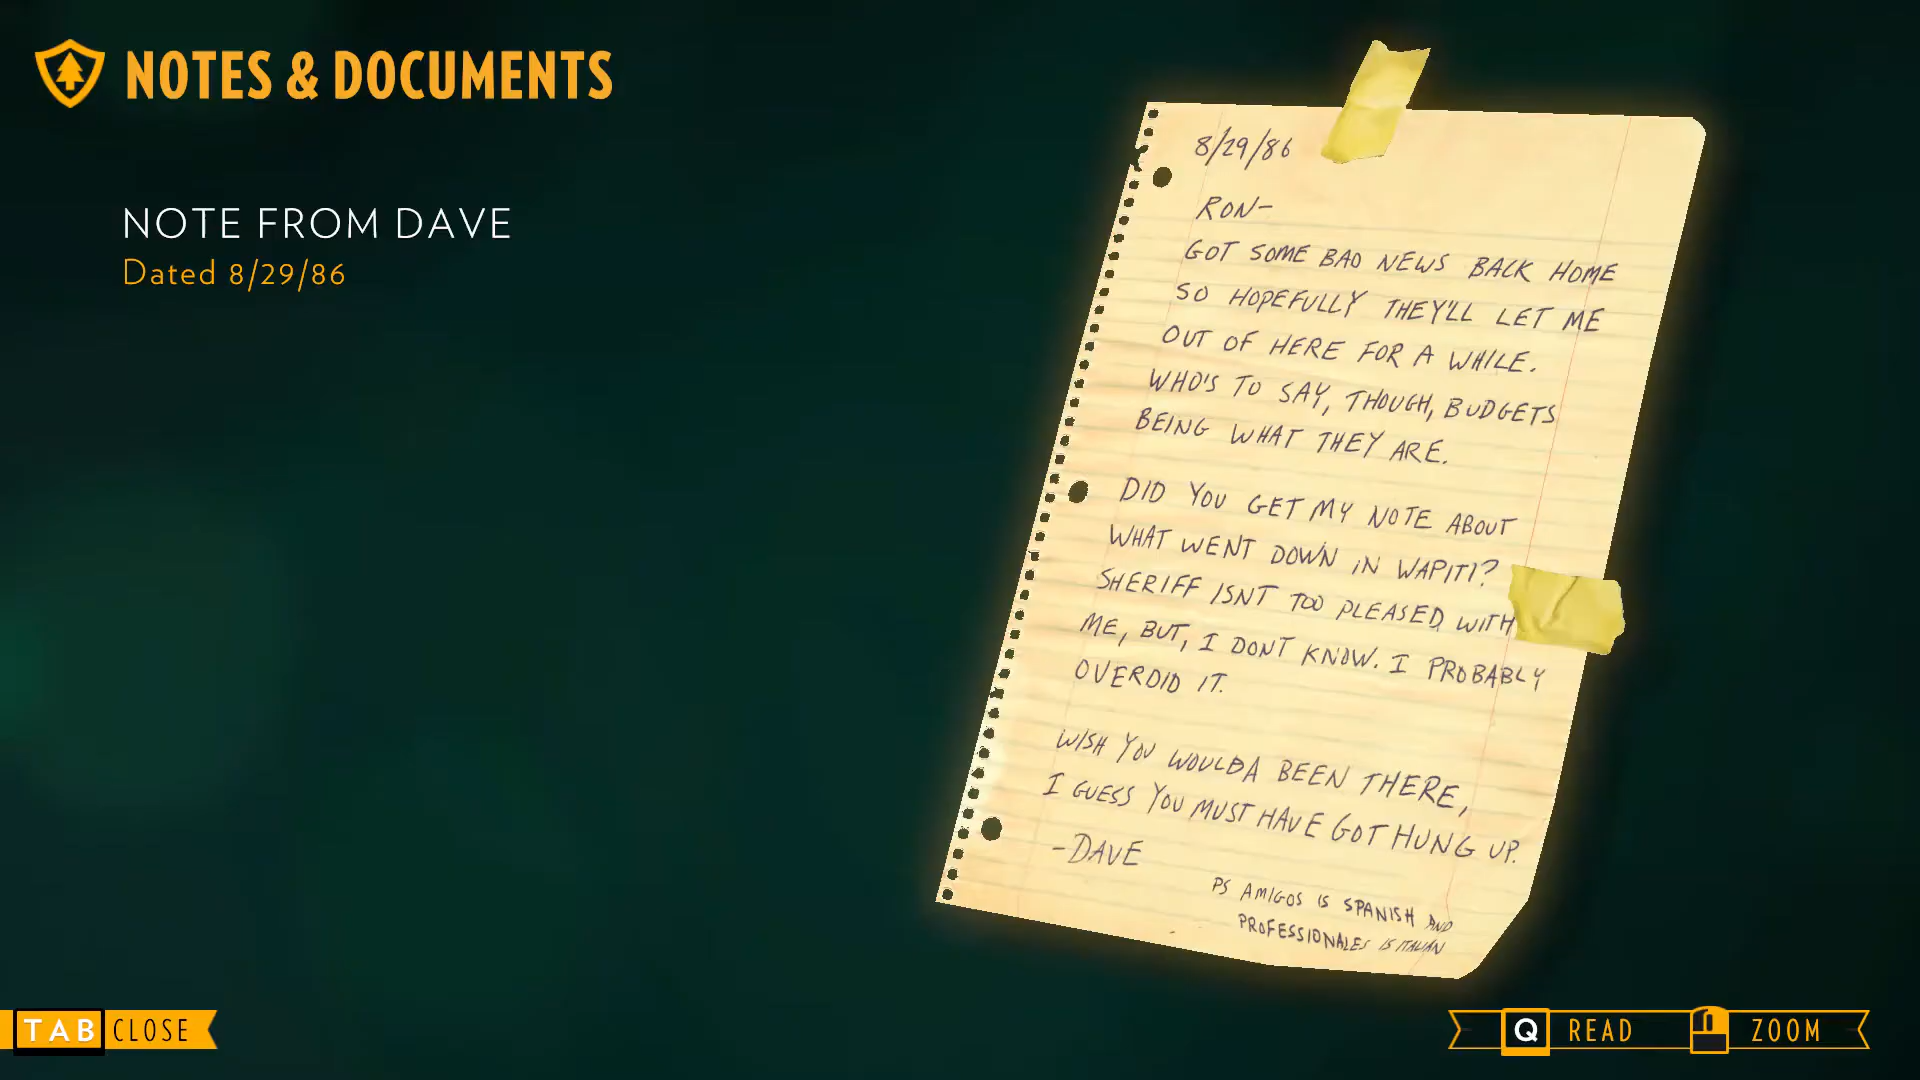 NOTES & DOCUMENTS
NOTE FROM DAVE
Dated 8/29/86
8/29/86
RON-
GOT SOME BAD NEWS BACK HOME
SO HOPEFULLY THEY'LL LET ME
OUT OF HERE FOR A WHILE.
WHO'S TO SAY, THOUGH, BUDGETS
BEING WHAT THEY ARE.
DID YOU GET MY NOTE ABOUT
WHAT WENT DOWN IN WAPITI?
SHERIFF ISNT TOO PLEASED WITH
ME, BUT, I DONT KNOW. I PROBABLY
OVERDID IT.
WISH YOU WOULDA BEEN THERE,
I GUESS YOU MUST HAVE GOT HUNG UP.
-DAVE
PS AMIGOS IS SPANISH AND
PROFESSIONALES IS ITALIAN
TAB CLOSE
Q READ ZOOM